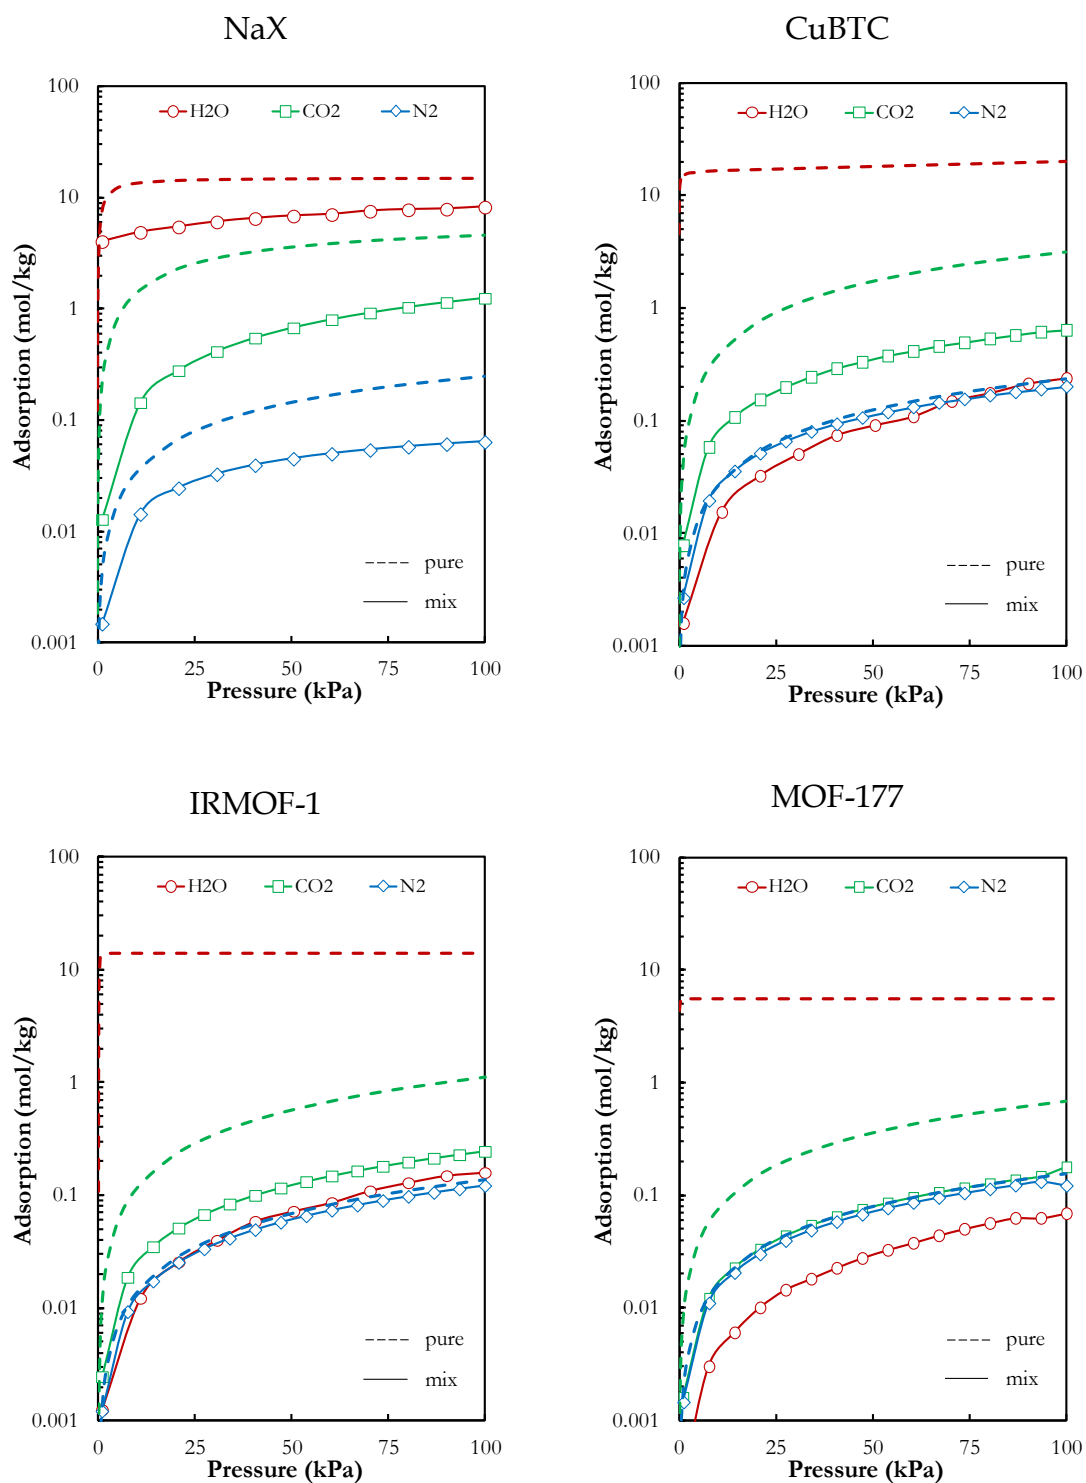 NaX
CuBTC
100
10
1
0.1
0.01
0.001
Adsorption (mol/kg)
H2O CO2 N2
pure
mix
0 25 50 75 100
Pressure (kPa)
100
10
1
0.1
0.01
0.001
Adsorption (mol/kg)
H2O CO2 N2
pure
mix
0 25 50 75 100
Pressure (kPa)
IRMOF-1
MOF-177
100
10
1
0.1
0.01
0.001
Adsorption (mol/kg)
H2O CO2 N2
pure
mix
0 25 50 75 100
Pressure (kPa)
100
10
1
0.1
0.01
0.001
Adsorption (mol/kg)
H2O CO2 N2
pure
mix
0 25 50 75 100
Pressure (kPa)